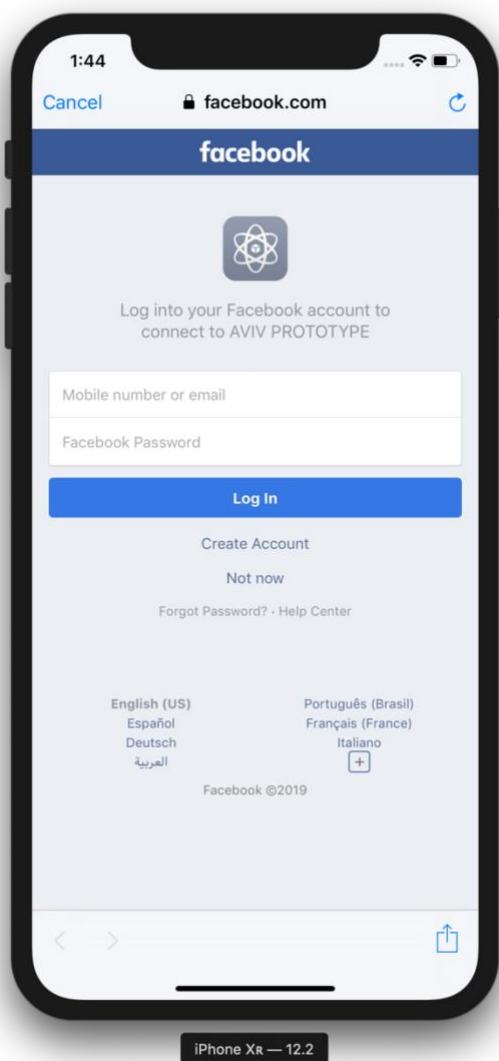 1:44
Cancel
facebook.com
facebook
Log into your Facebook account to
connect to AVIV PROTOTYPE
Mobile number or email
Facebook Password
Log In
Create Account
Not now
Forgot Password? · Help Center
English (US)
Português (Brasil)
Español
Français (France)
Deutsch
Italiano
العربية
Facebook ©2019
iPhone Xʀ — 12.2